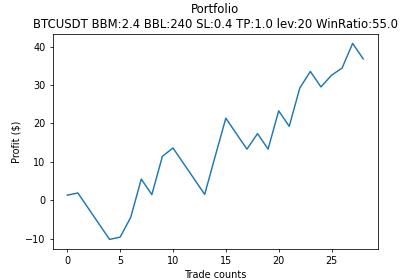 Portfolio
BTCUSDT BBM:2.4 BBL:240 SL:0.4 TP:1.0 lev:20 WinRatio:55.0
40
30
20
10
0
−10
Profit ($)
0 5 10 15 20 25
Trade counts